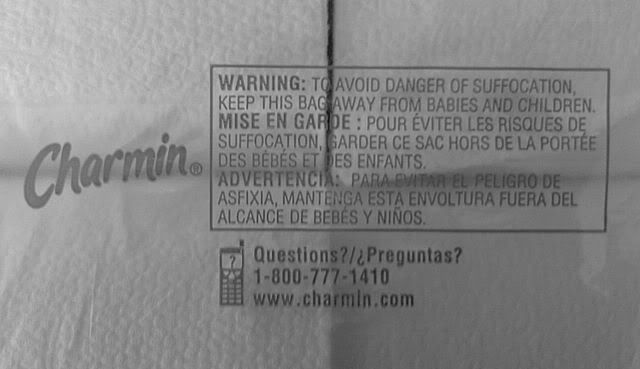 Charmin®
WARNING: TO AVOID DANGER OF SUFFOCATION,
KEEP THIS BAG AWAY FROM BABIES AND CHILDREN.
MISE EN GARDE : POUR ÉVITER LES RISQUES DE
SUFFOCATION, GARDER CE SAC HORS DE LA PORTÉE
DES BÉBÉS ET DES ENFANTS.
ADVERTENCIA: PARA EVITAR EL PELIGRO DE
ASFIXIA, MANTENGA ESTA ENVOLTURA FUERA DEL
ALCANCE DE BEBÉS Y NIÑOS.
?
Questions?/¿Preguntas?
1-800-777-1410
www.charmin.com